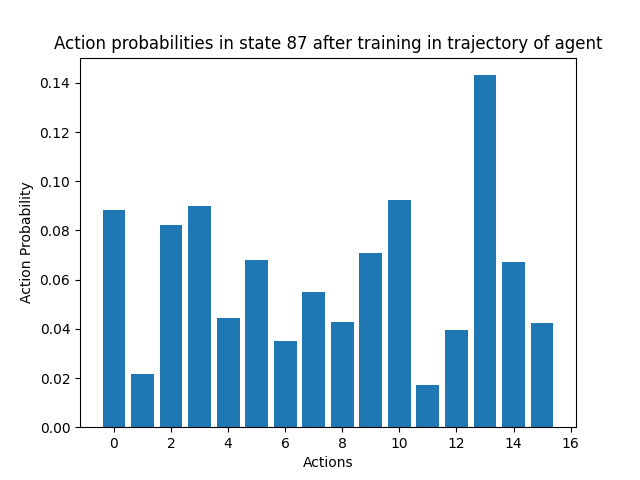 Action probabilities in state 87 after training in trajectory of agent
0.14
0.12
0.10
0.08
0.06
0.04
0.02
0.00
Action Probability
0 2 4 6 8 10 12 14 16
Actions